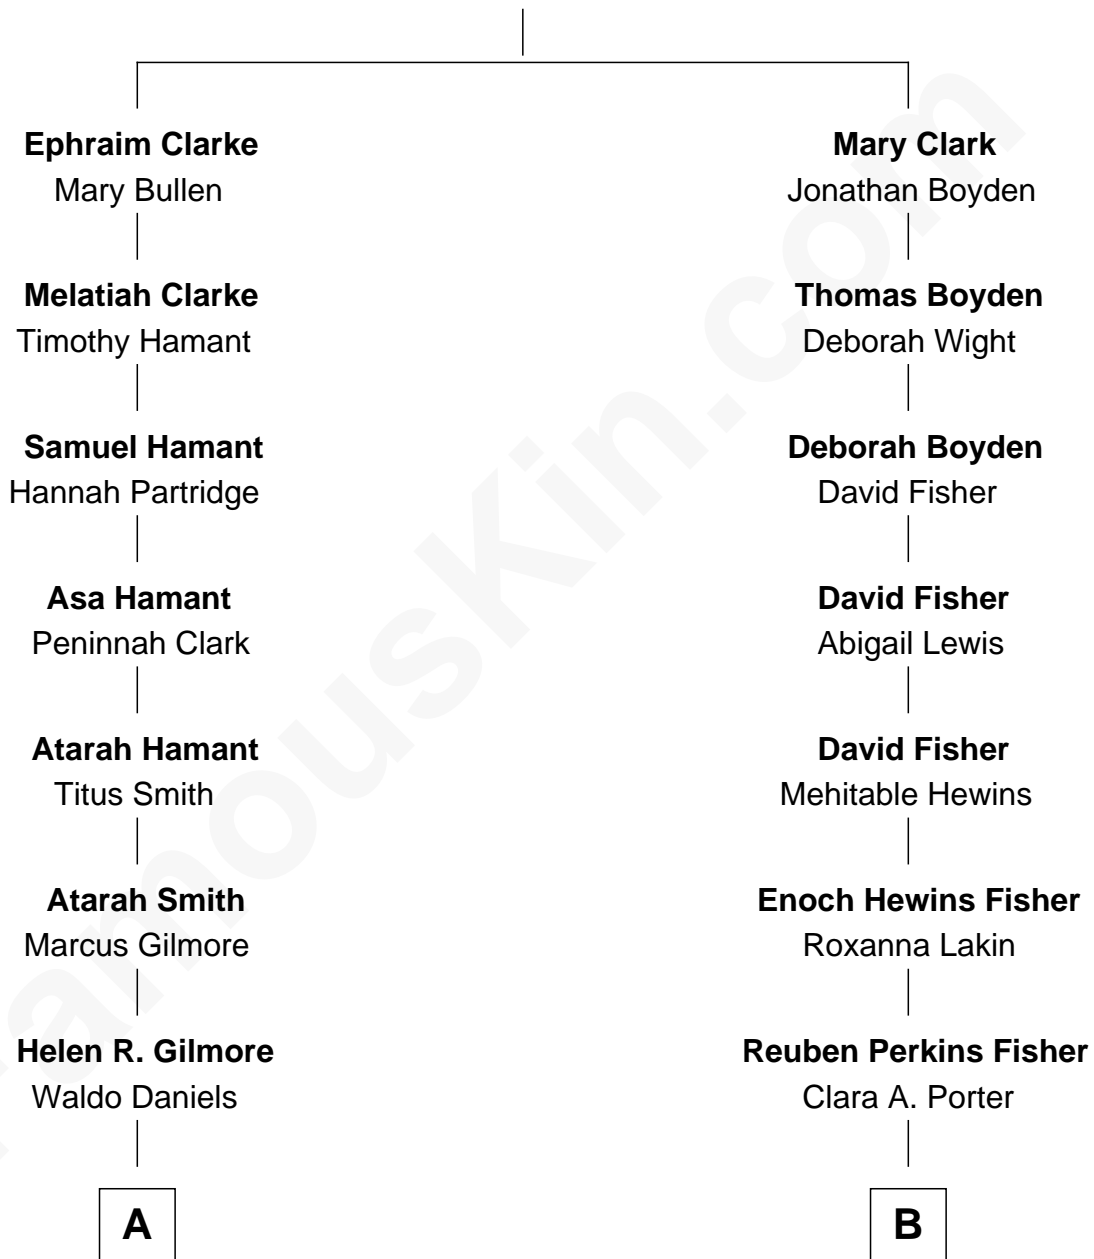 Ephraim Clarke
Mary Bullen
Melatiah Clarke
Timothy Hamant
Samuel Hamant
Hannah Partridge
Asa Hamant
Peninnah Clark
Atarah Hamant
Titus Smith
Atarah Smith
Marcus Gilmore
Helen R. Gilmore
Waldo Daniels
A
Mary Clark
Jonathan Boyden
Thomas Boyden
Deborah Wight
Deborah Boyden
David Fisher
David Fisher
Abigail Lewis
David Fisher
Mehitable Hewins
Enoch Hewins Fisher
Roxanna Lakin
Reuben Perkins Fisher
Clara A. Porter
B
FamousKin.com